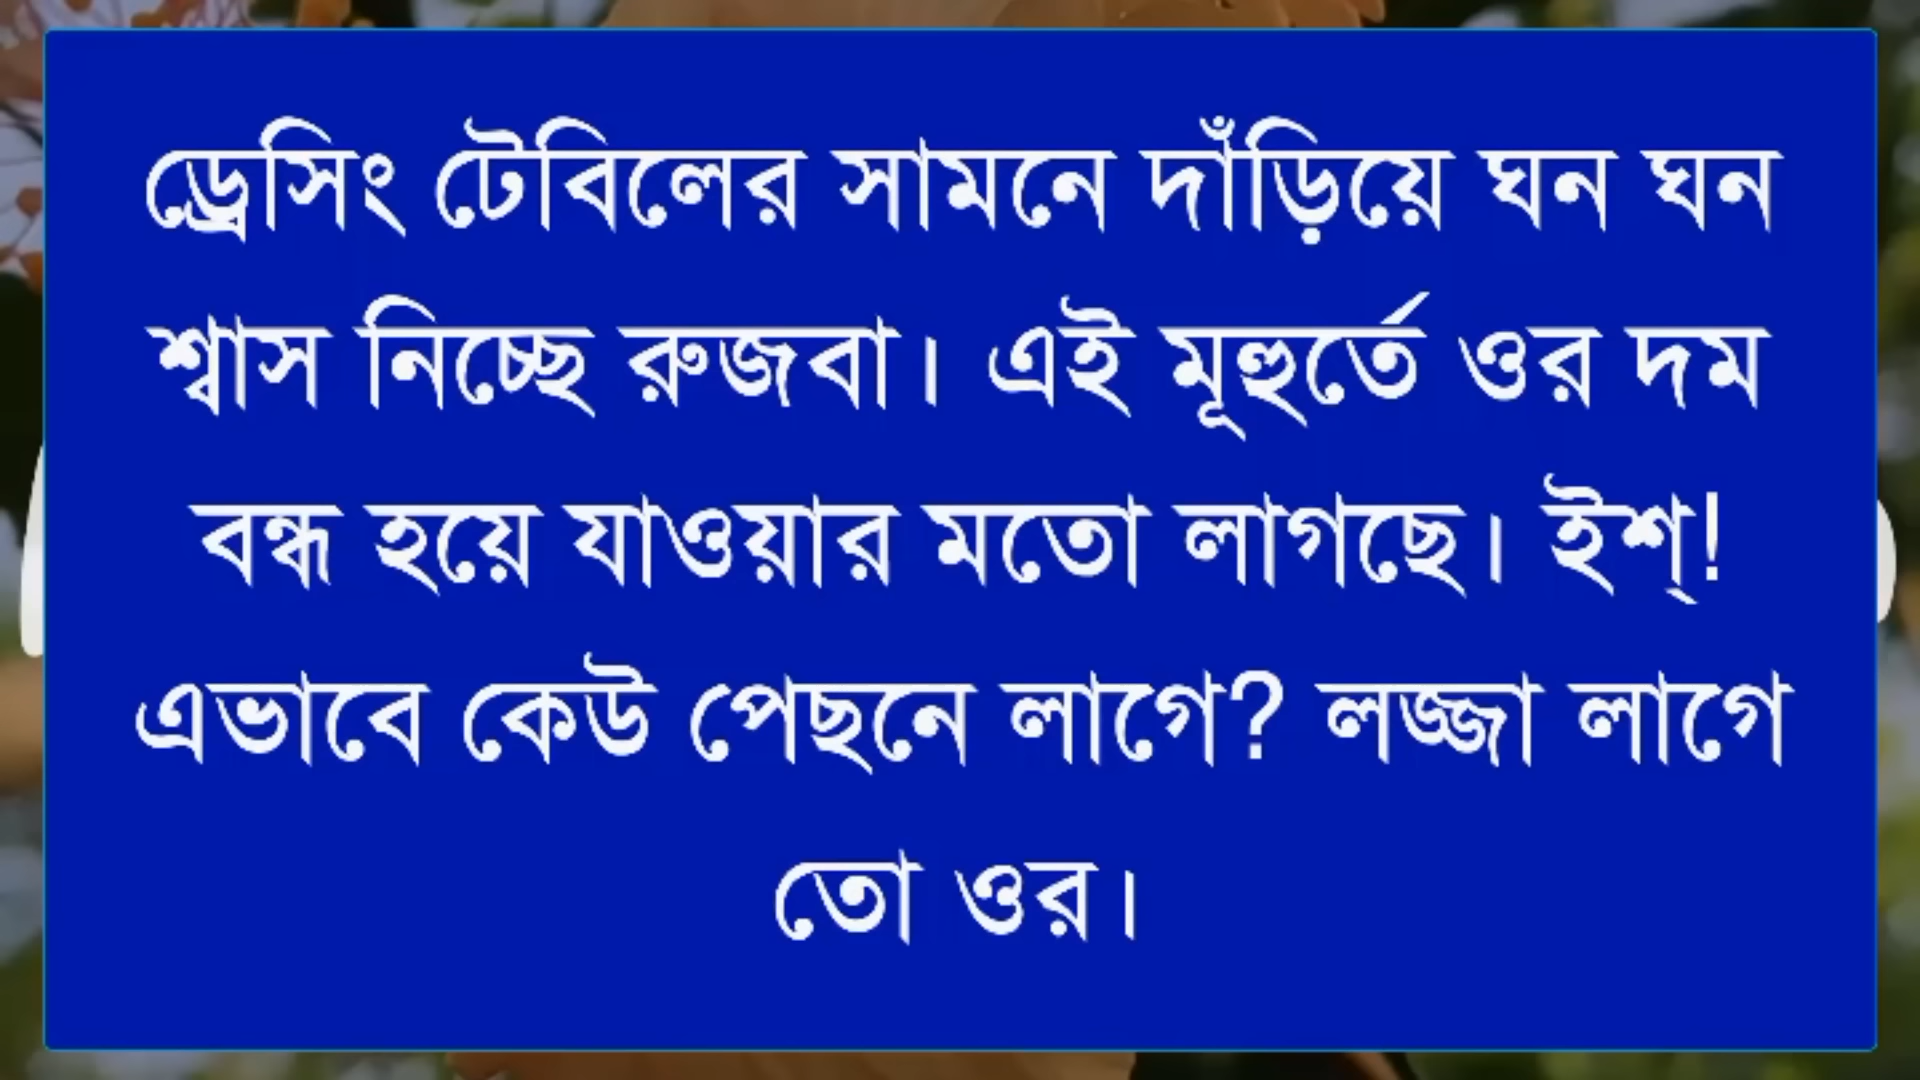 ড্রেসিং টেবিলের সামনে দাঁড়িয়ে ঘন ঘন
শ্বাস নিচ্ছে রুজবা। এই মূহুর্তে ওর দম
বন্ধ হয়ে যাওয়ার মতো লাগছে। ইশ্!
এভাবে কেউ পেছনে লাগে? লজ্জা লাগে
তো ওর।